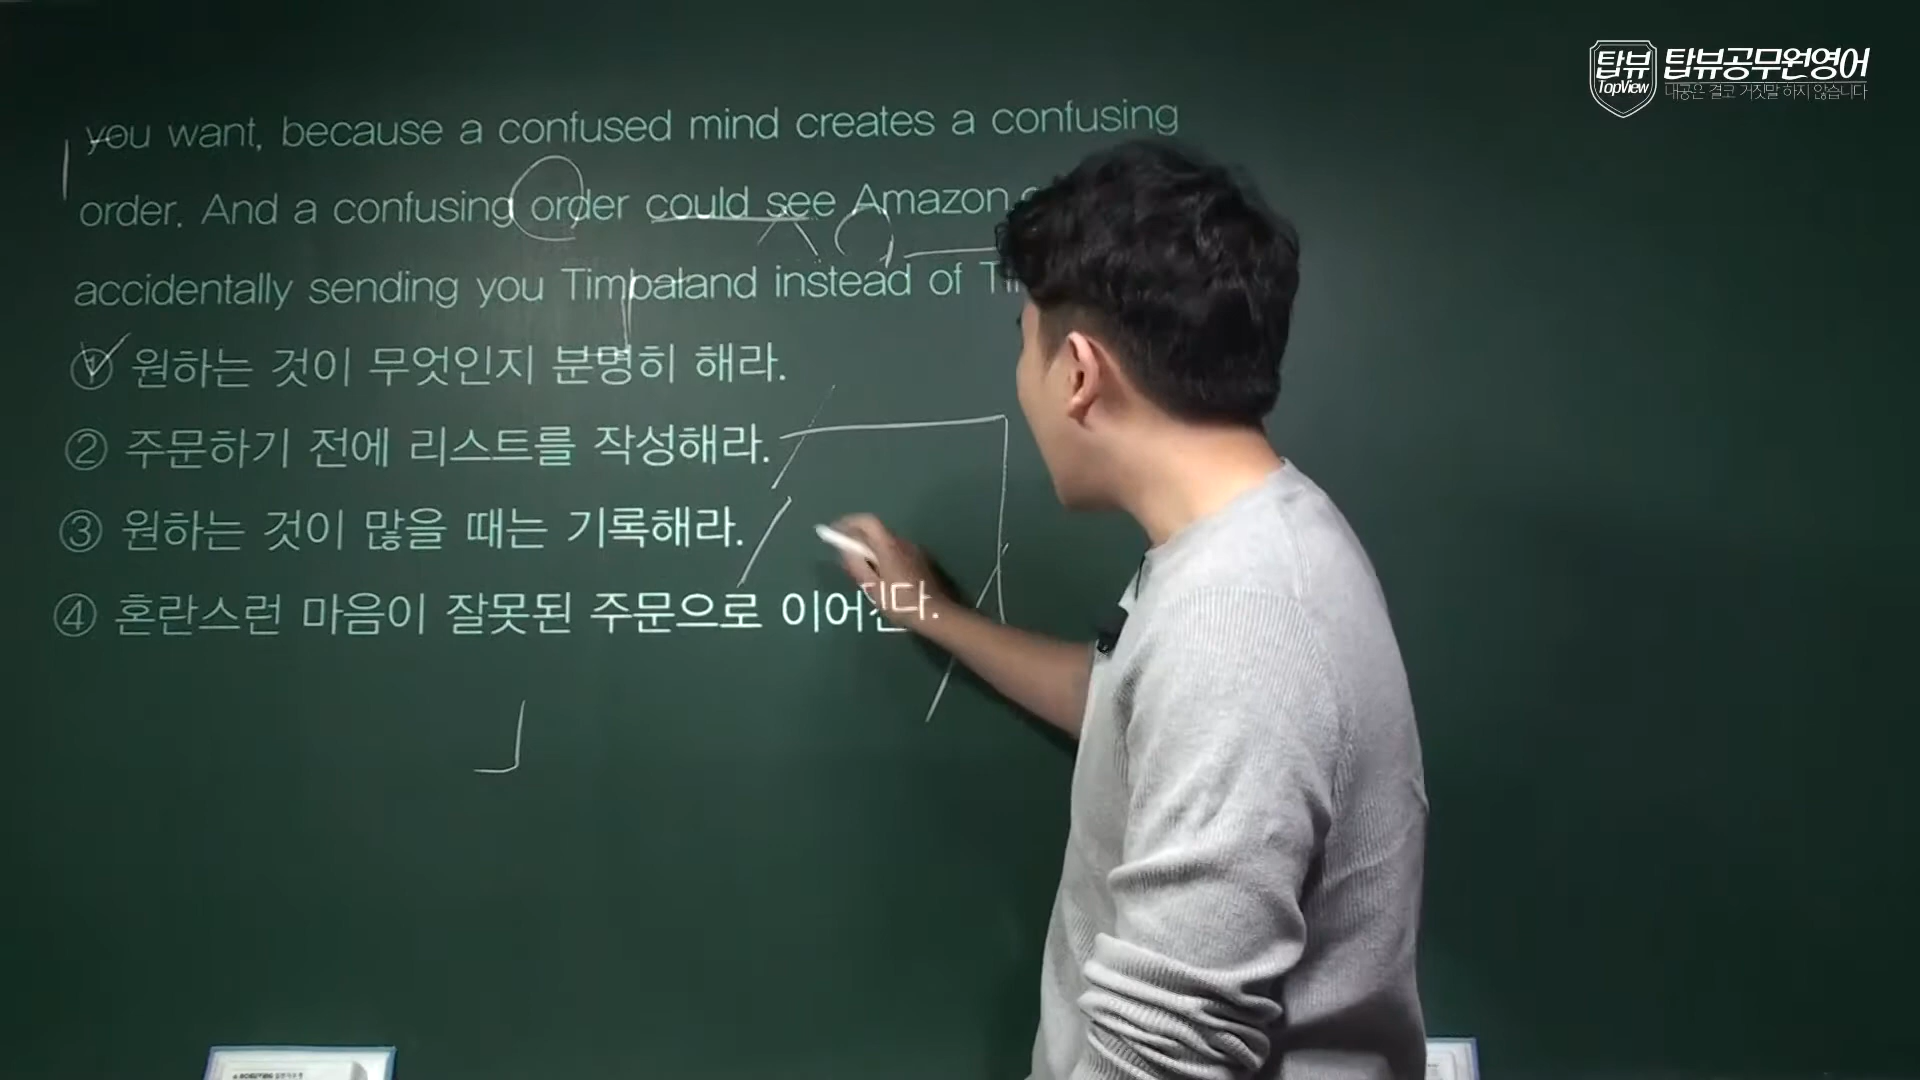 탑뷰
TopView
탑뷰공무원영어
내공은 결코 거짓말 하지 않습니다
you want, because a confused mind creates a confusing
order. And a confusing order could see Amazon
accidentally sending you Timbaland instead of
① 원하는 것이 무엇인지 분명히 해라.
② 주문하기 전에 리스트를 작성해라.
③ 원하는 것이 많을 때는 기록해라.
④ 혼란스런 마음이 잘못된 주문으로 이어진다.